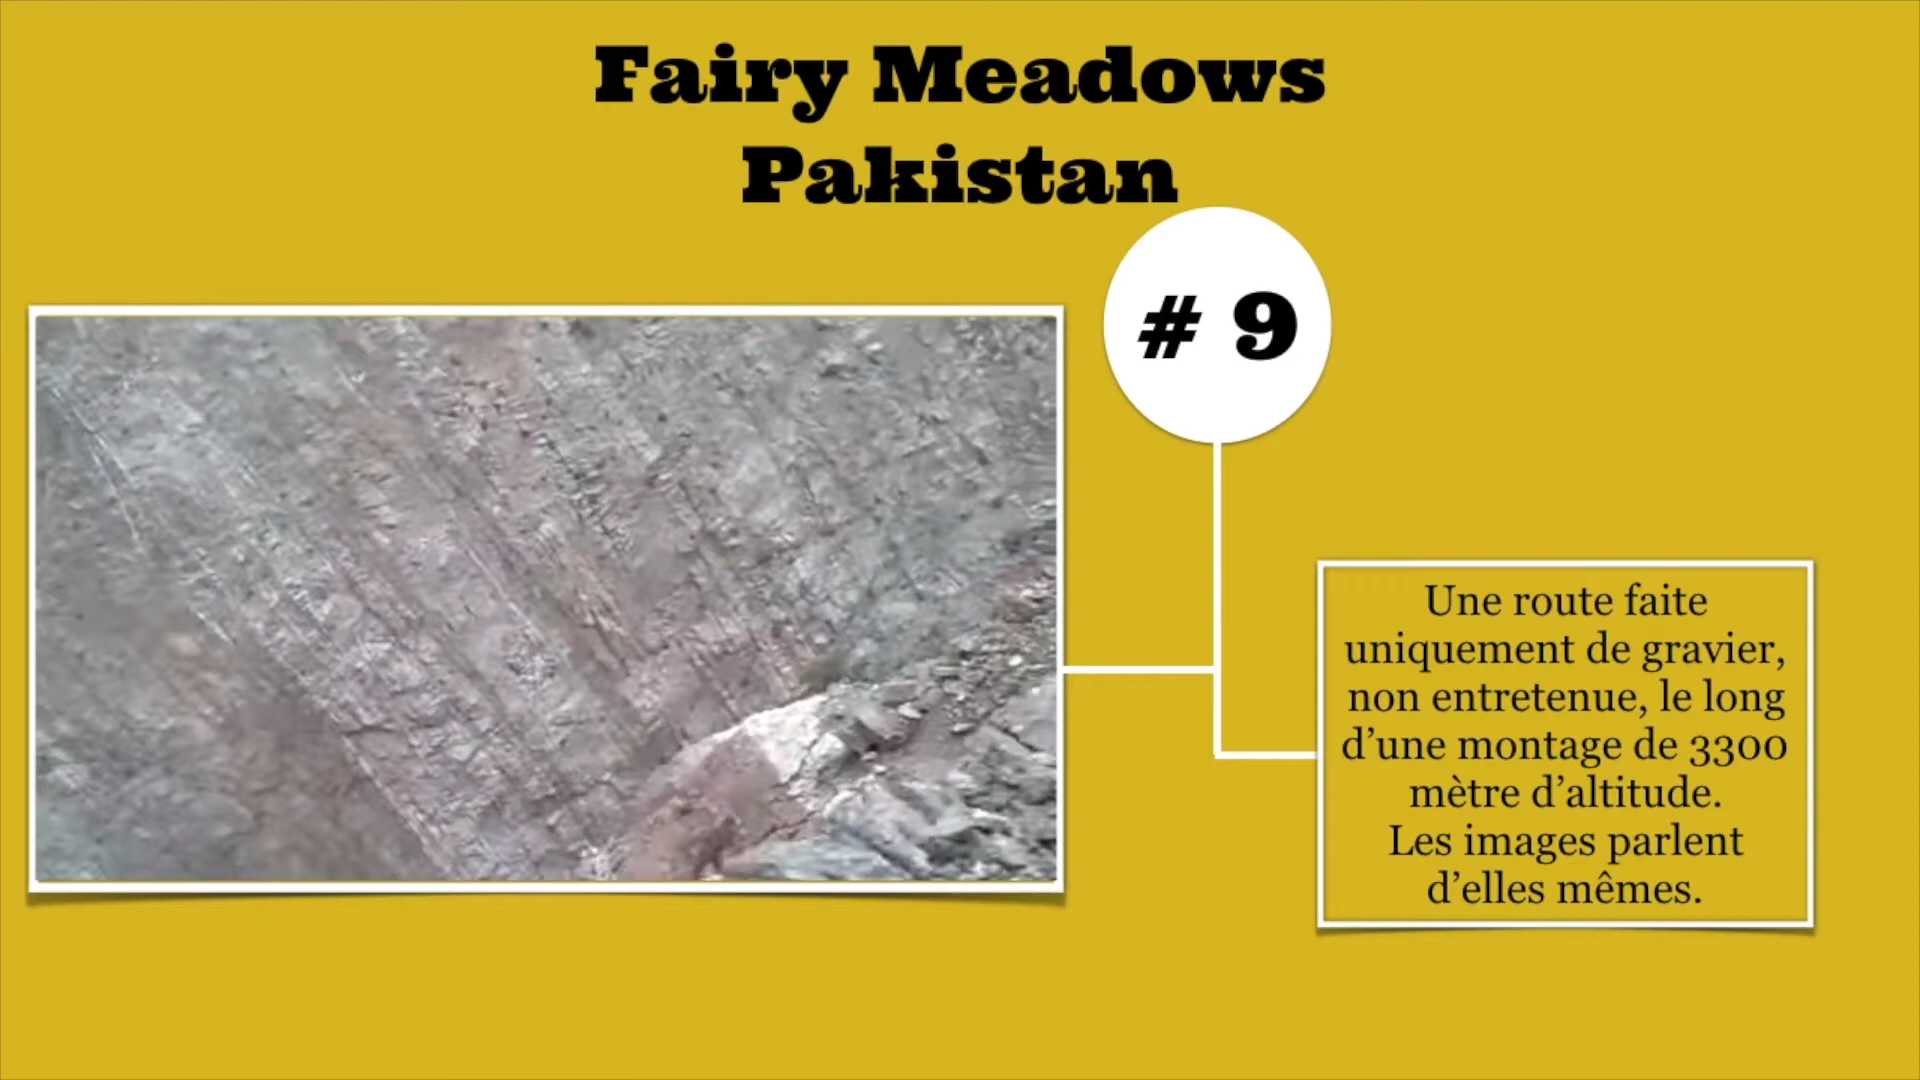 Fairy Meadows
Pakistan
# 9
Une route faite
uniquement de gravier,
non entretenue, le long
d’une montage de 3300
mètre d’altitude.
Les images parlent
d’elles mêmes.